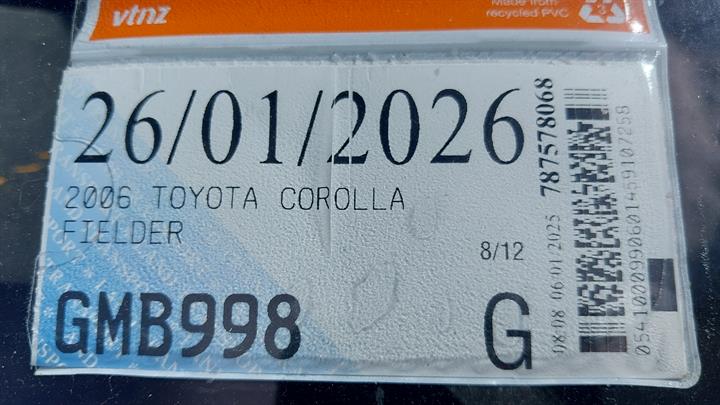 vtnz
Made from
recycled PVC
3
26/01/2026
2006 TOYOTA COROLLA
FIELDER
8/12
GMB998
G
787578068
08:08 06/01/2025